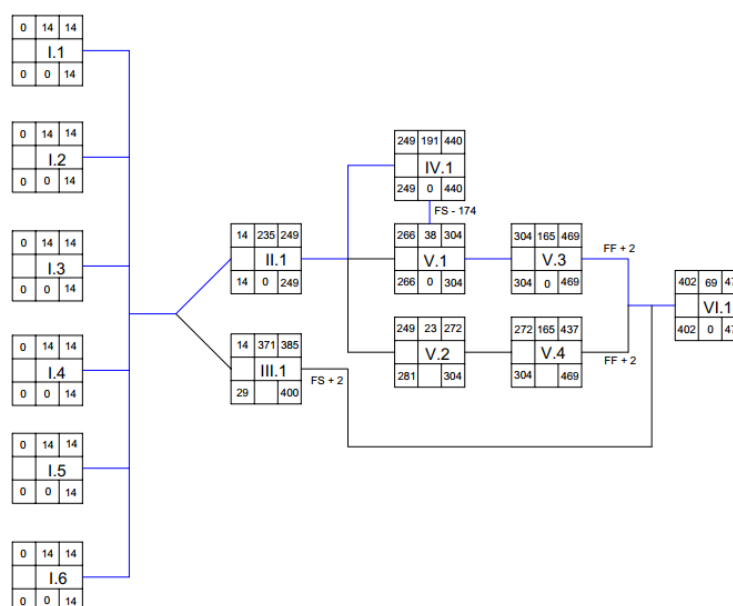 0 14 14
I.1
0 0 14
0 14 14
I.2
0 0 14
0 14 14
I.3
0 0 14
0 14 14
I.4
0 0 14
0 14 14
I.5
0 0 14
0 14 14
I.6
0 0 14
14 235 249
II.1
14 0 249
14 371 385
III.1
29 400
FS + 2
249 191 440
IV.1
249 0 440
FS - 174
266 38 304
V.1
266 0 304
249 23 272
V.2
281 304
304 165 469
V.3
304 0 469
FF + 2
272 165 437
V.4
304 469
FF + 2
402 69
VI.1
402 0